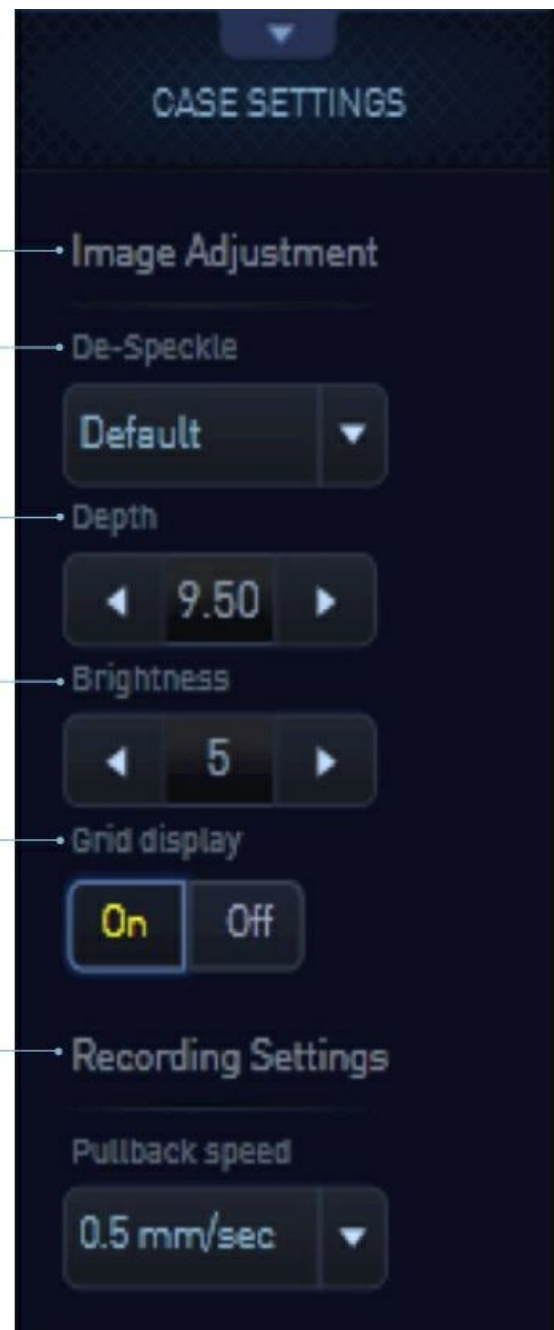 CASE SETTINGS
Image Adjustment
De-Speckle
Default
Depth
9.50
Brightness
5
Grid display
On Off
Recording Settings
Pullback speed
0.5 mm/sec